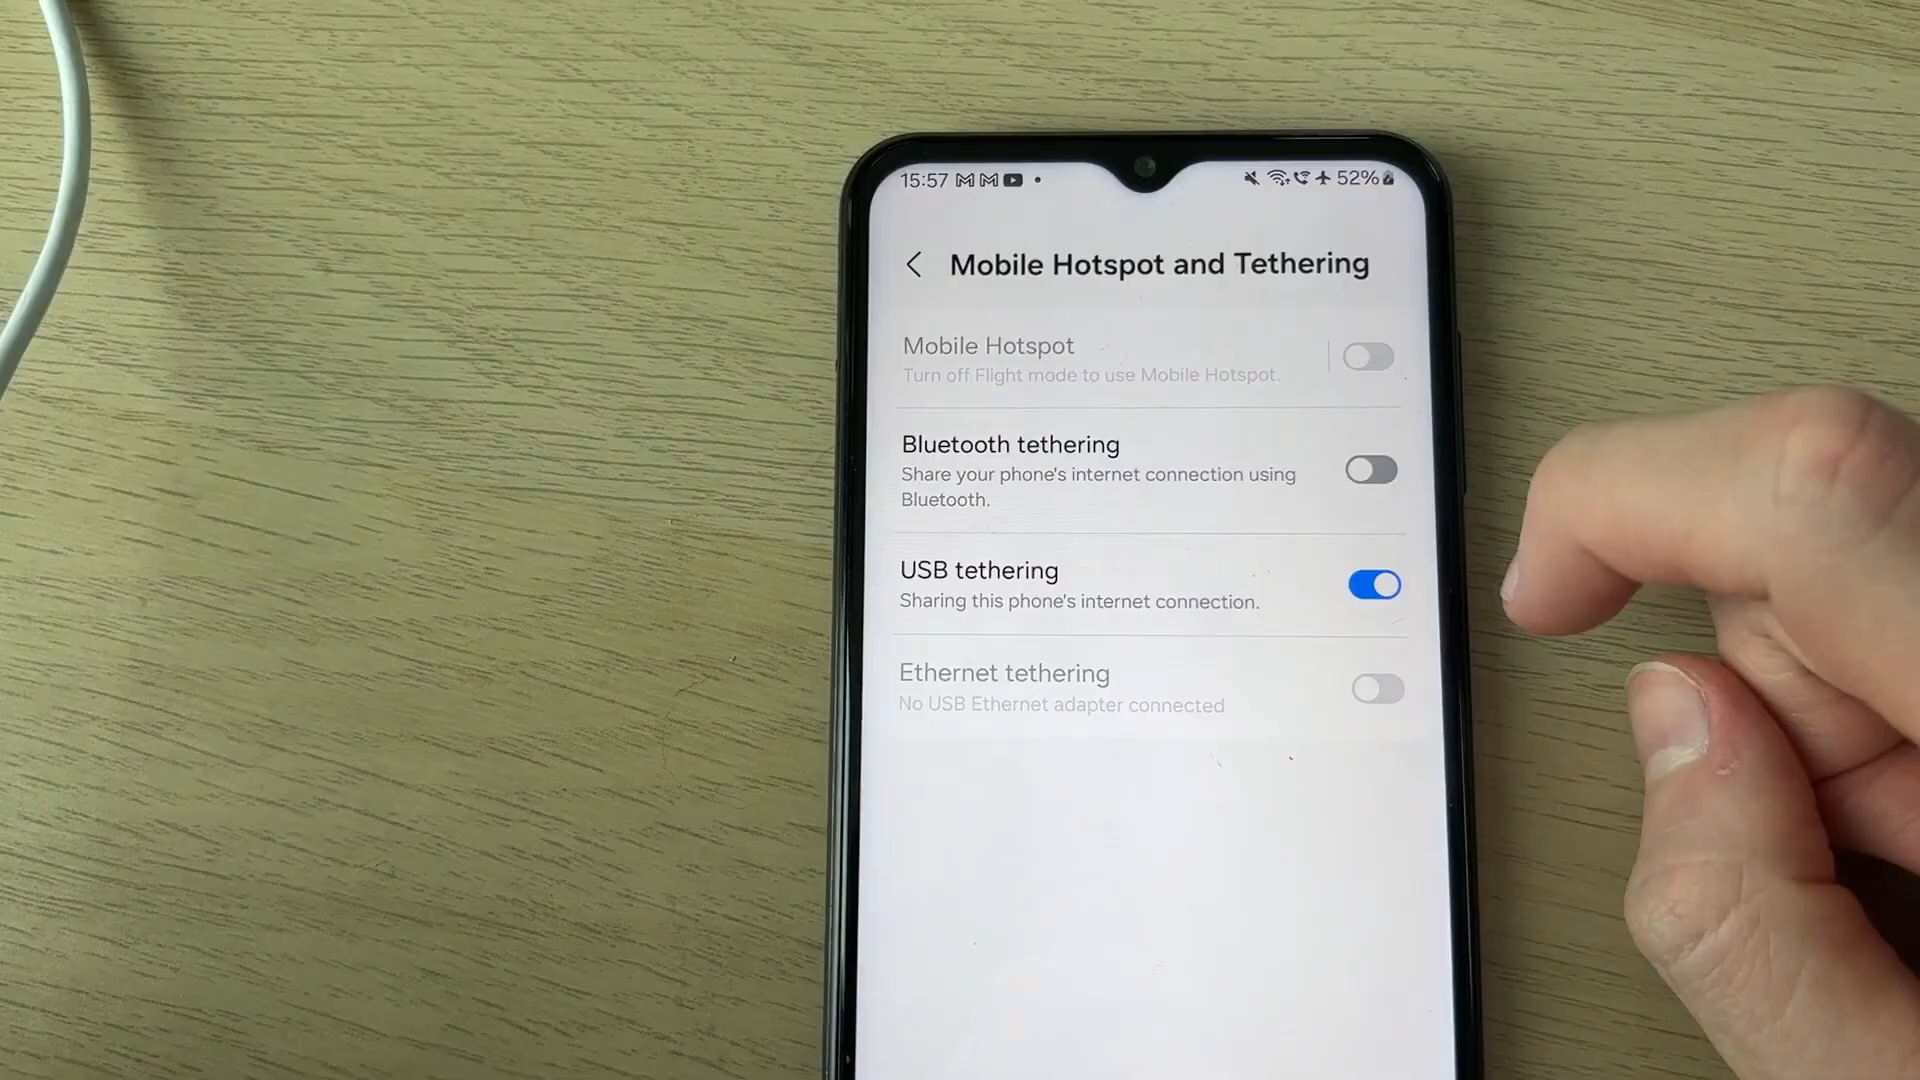 15:57
52%
Mobile Hotspot and Tethering
Mobile Hotspot
Turn off Flight mode to use Mobile Hotspot.
Bluetooth tethering
Share your phone's internet connection using
Bluetooth.
USB tethering
Sharing this phone's internet connection.
Ethernet tethering
No USB Ethernet adapter connected